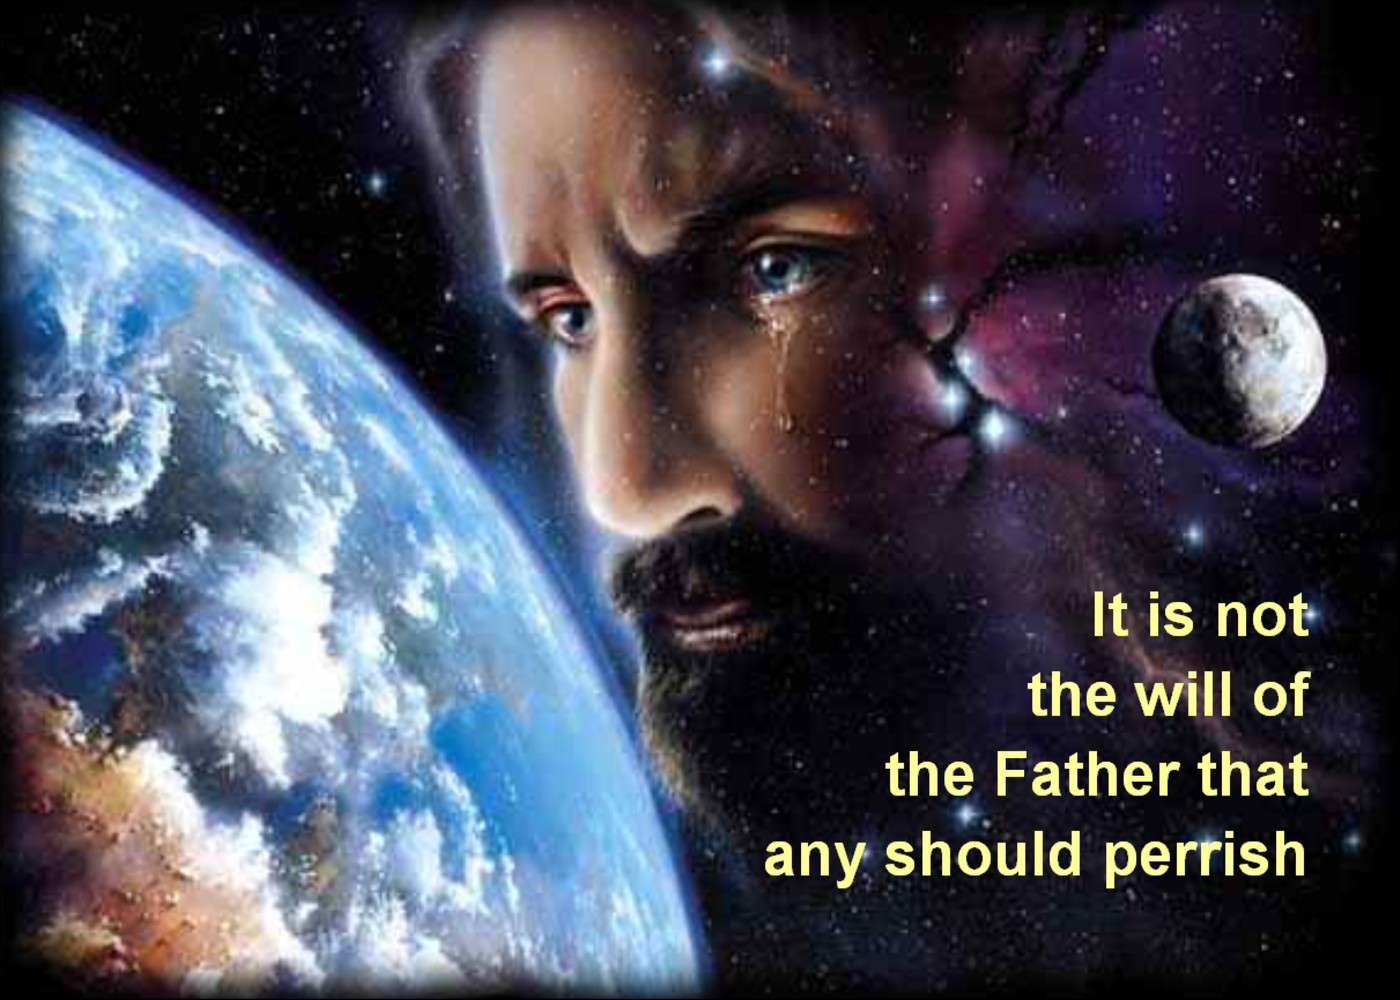 It is not
the will of
the Father that
any should perrish